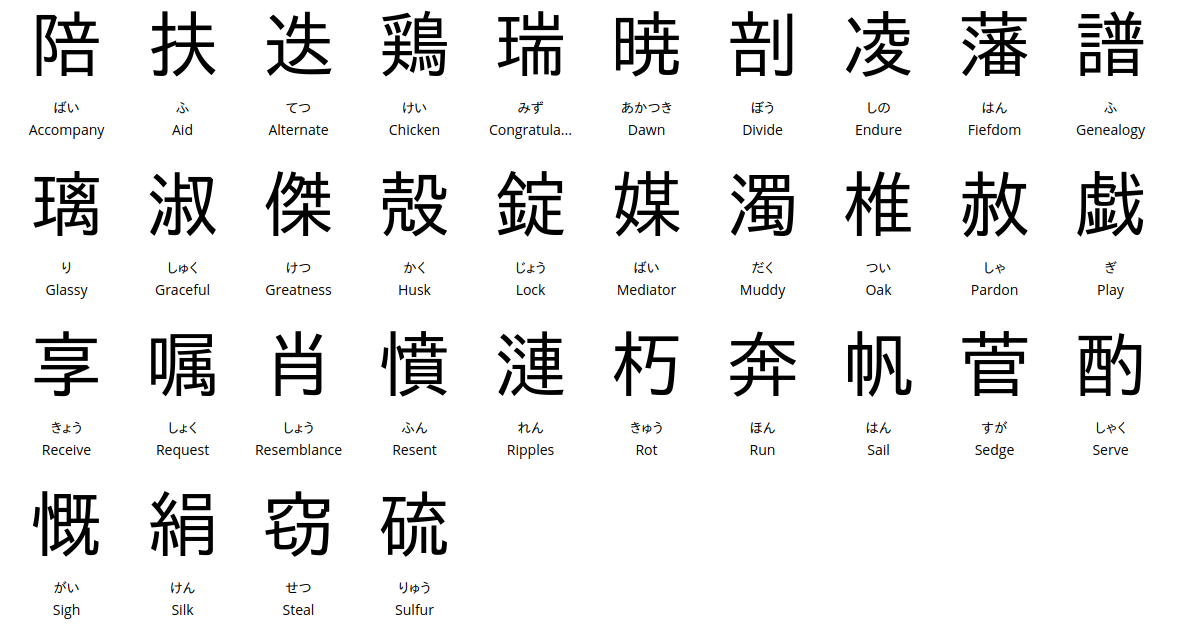 陪 扶 迭 鶏 瑞 暁 剖 凌 藩 譜
ばい ふ てつ けい みず あかつき ぼう しの はん ふ
Accompany Aid Alternate Chicken Congratula... Dawn Divide Endure Fiefdom Genealogy
璃 淑 傑 殻 錠 媒 濁 椎 赦 戯
り しゅく けつ かく じょう ばい だく つい しゃ ぎ
Glassy Graceful Greatness Husk Lock Mediator Muddy Oak Pardon Play
享 嘱 肖 憤 漣 朽 奔 帆 菅 酌
きょう しょく しょう ふん れん きゅう ほん はん すが しゃく
Receive Request Resemblance Resent Ripples Rot Run Sail Sedge Serve
慨 絹 窃 硫
がい けん せつ りゅう
Sigh Silk Steal Sulfur